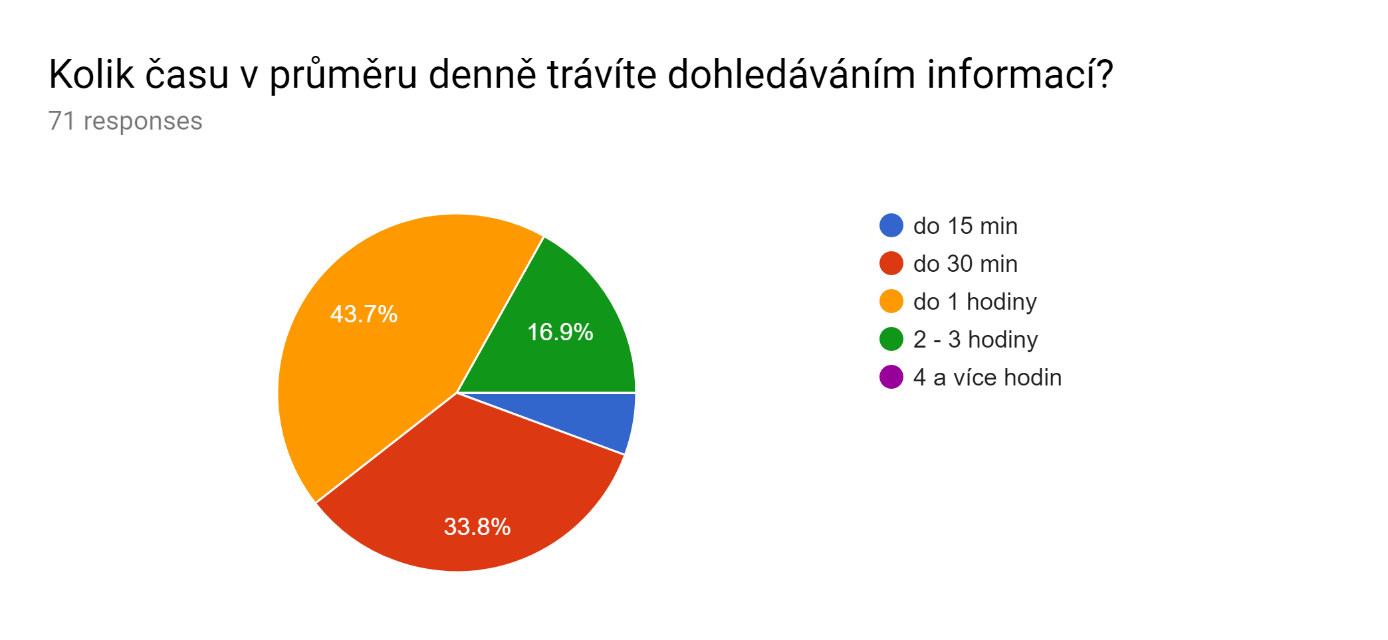 Kolik času v průměru denně trávíte dohledáváním informací?
71 responses
43.7%
16.9%
33.8%
do 15 min
do 30 min
do 1 hodiny
2 - 3 hodiny
4 a více hodin